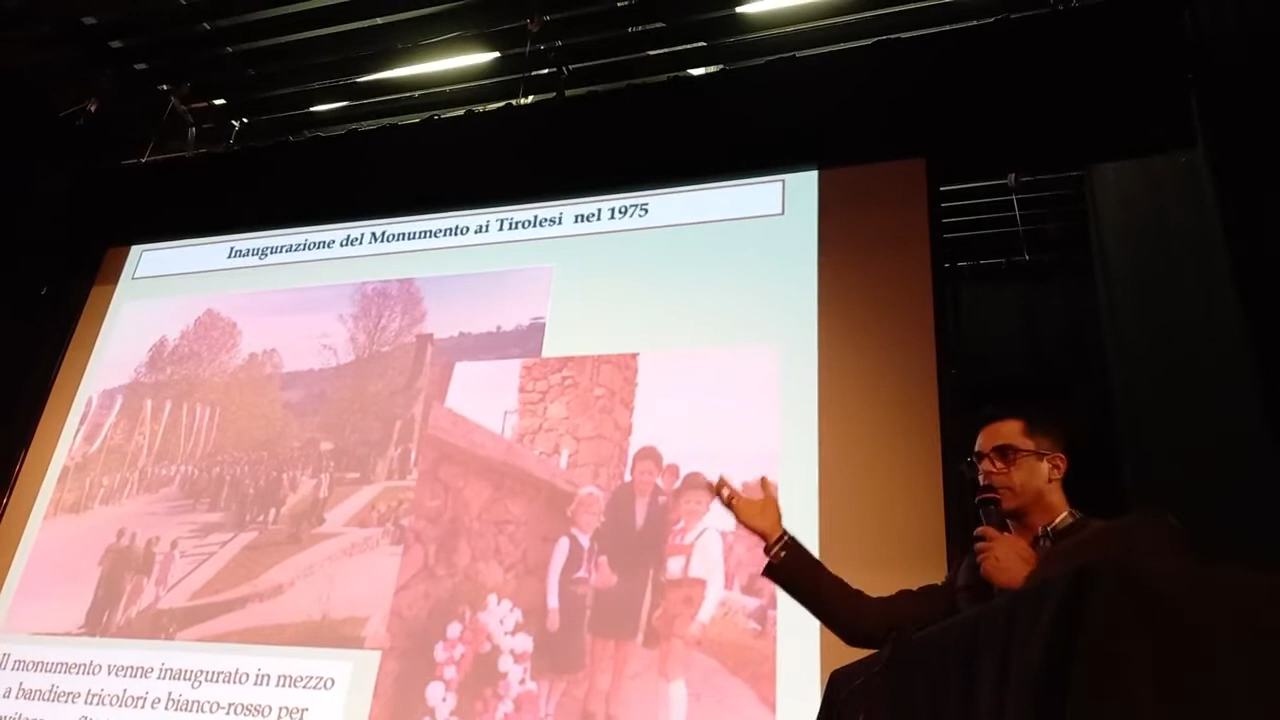 Inaugurazione del Monumento ai Tirolesi nel 1975
Il monumento venne inaugurato in mezzo
a bandiere tricolori e bianco-rosso per